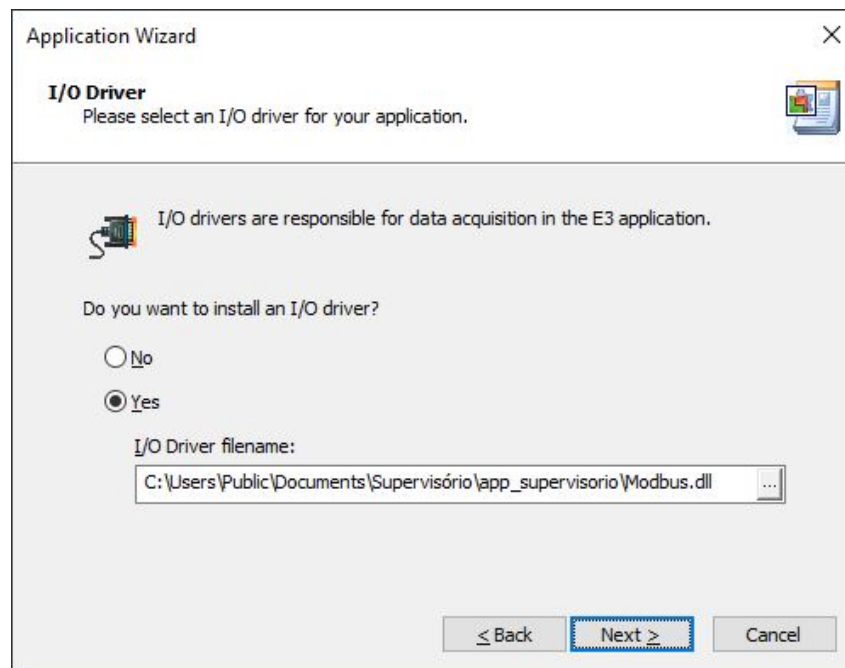 Application Wizard
I/O Driver
Please select an I/O driver for your application.
I/O drivers are responsible for data acquisition in the E3 application.
Do you want to install an I/O driver?
No
Yes
I/O Driver filename:
C:\Users\Public\Documents\Supervisório\app_supervisorio\Modbus.dll ...
< Back Next > Cancel